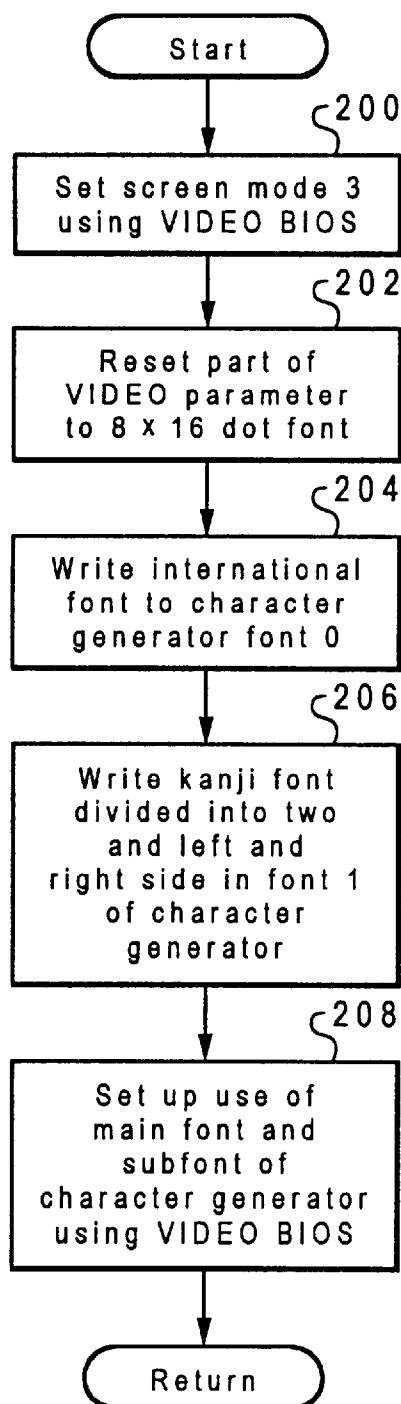 Start
200
Set screen mode 3
using VIDEO BIOS
202
Reset part of
VIDEO parameter
to 8 × 16 dot font
204
Write international
font to character
generator font 0
206
Write kanji font
divided into two
and left and
right side in font 1
of character
generator
208
Set up use of
main font and
subfont of
character generator
using VIDEO BIOS
Return